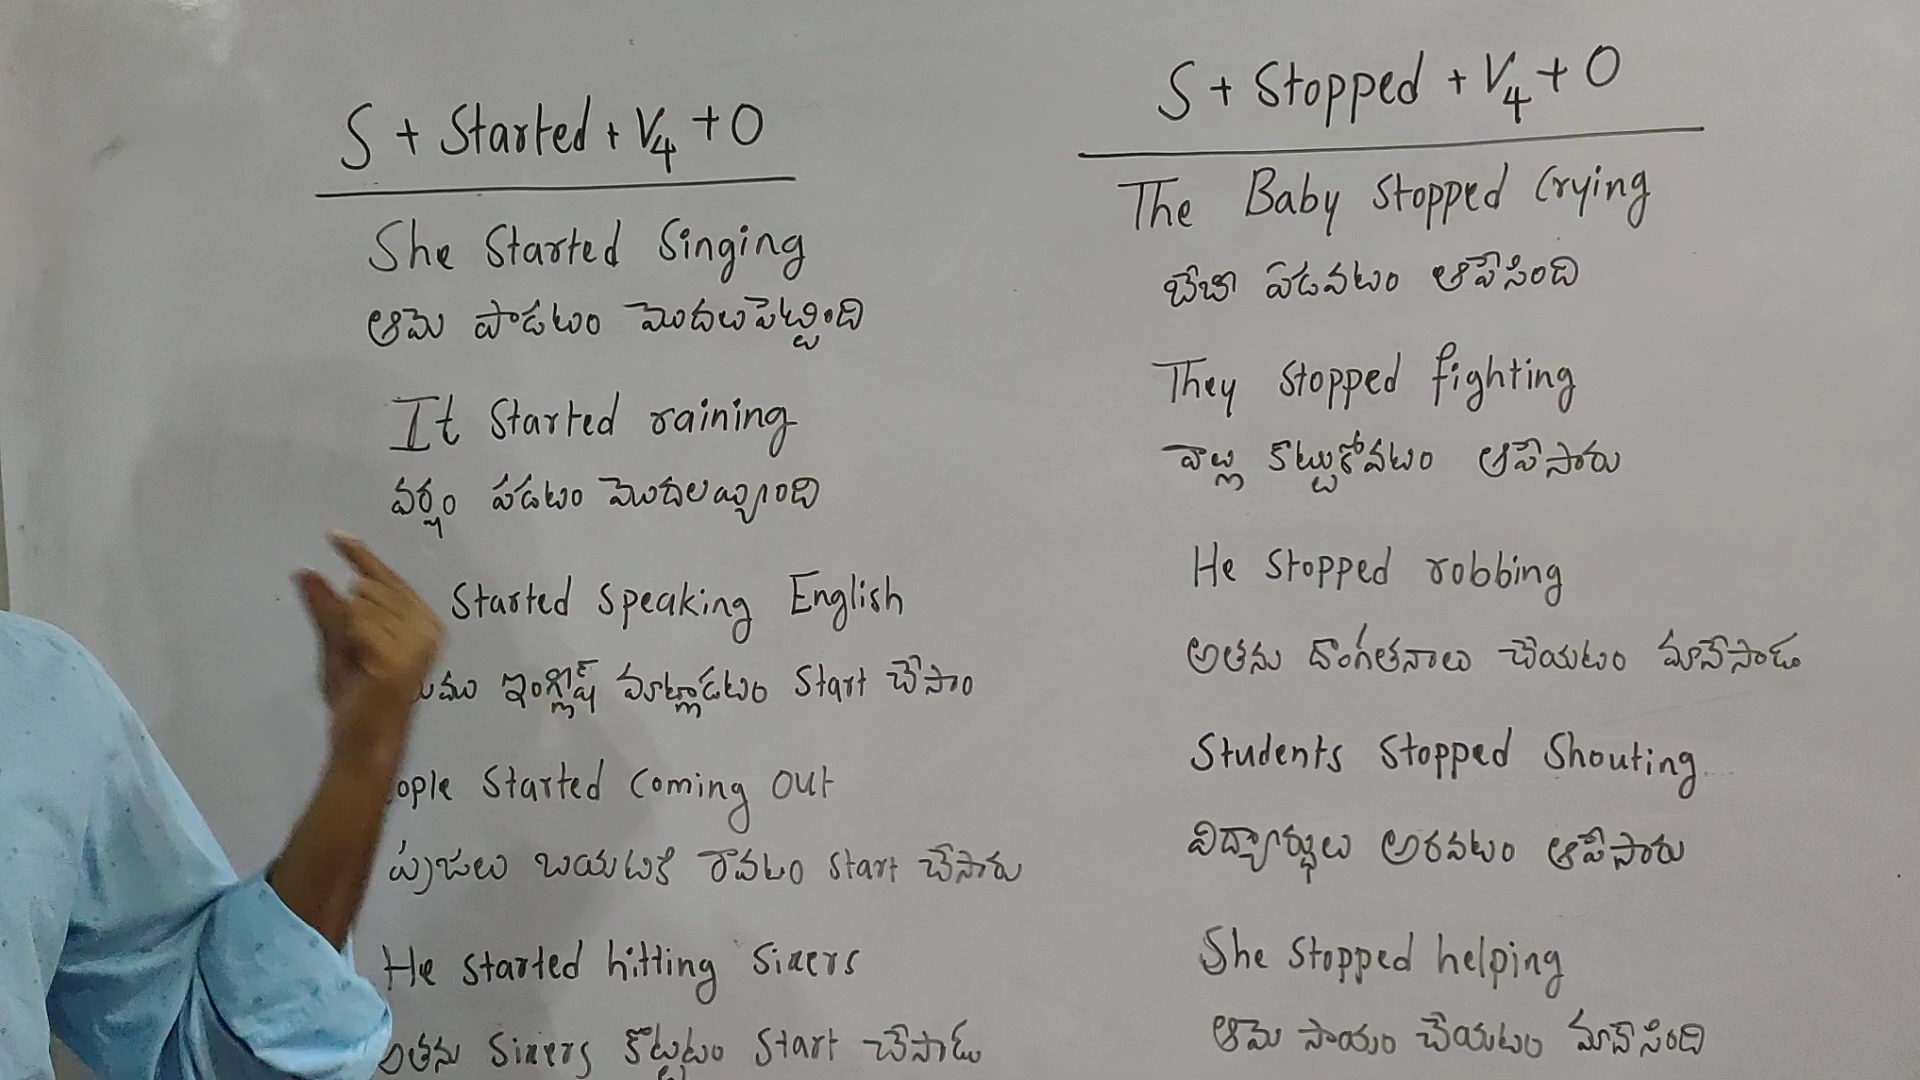 S + Started + V4 + O
She Started Singing
ఆమె పాడటం మొదలుపెట్టింది
It Started raining
వర్షం పడటం మొదలయ్యింది
Started Speaking English
ఇంగ్లీష్ మాట్లాడటం Start చేసాం
ople Started Coming Out
ప్రజలు బయటకి రావటం Start చేసారు
He Started hitting Sixers
అతను Sixers కొట్టటం Start చేసాడు
S + Stopped + V4 + O
The Baby Stopped Crying
బేబీ ఏడవటం ఆపేసింది
They Stopped fighting
వాళ్ల కొట్టుకోవటం ఆపేసారు
He Stopped robbing
అతను దొంగతనాలు చేయటం మానేసాడు
Students Stopped Shouting
విద్యార్థులు అరవటం ఆపేసారు
She Stopped helping
ఆమె సాయం చేయటం మానేసింది